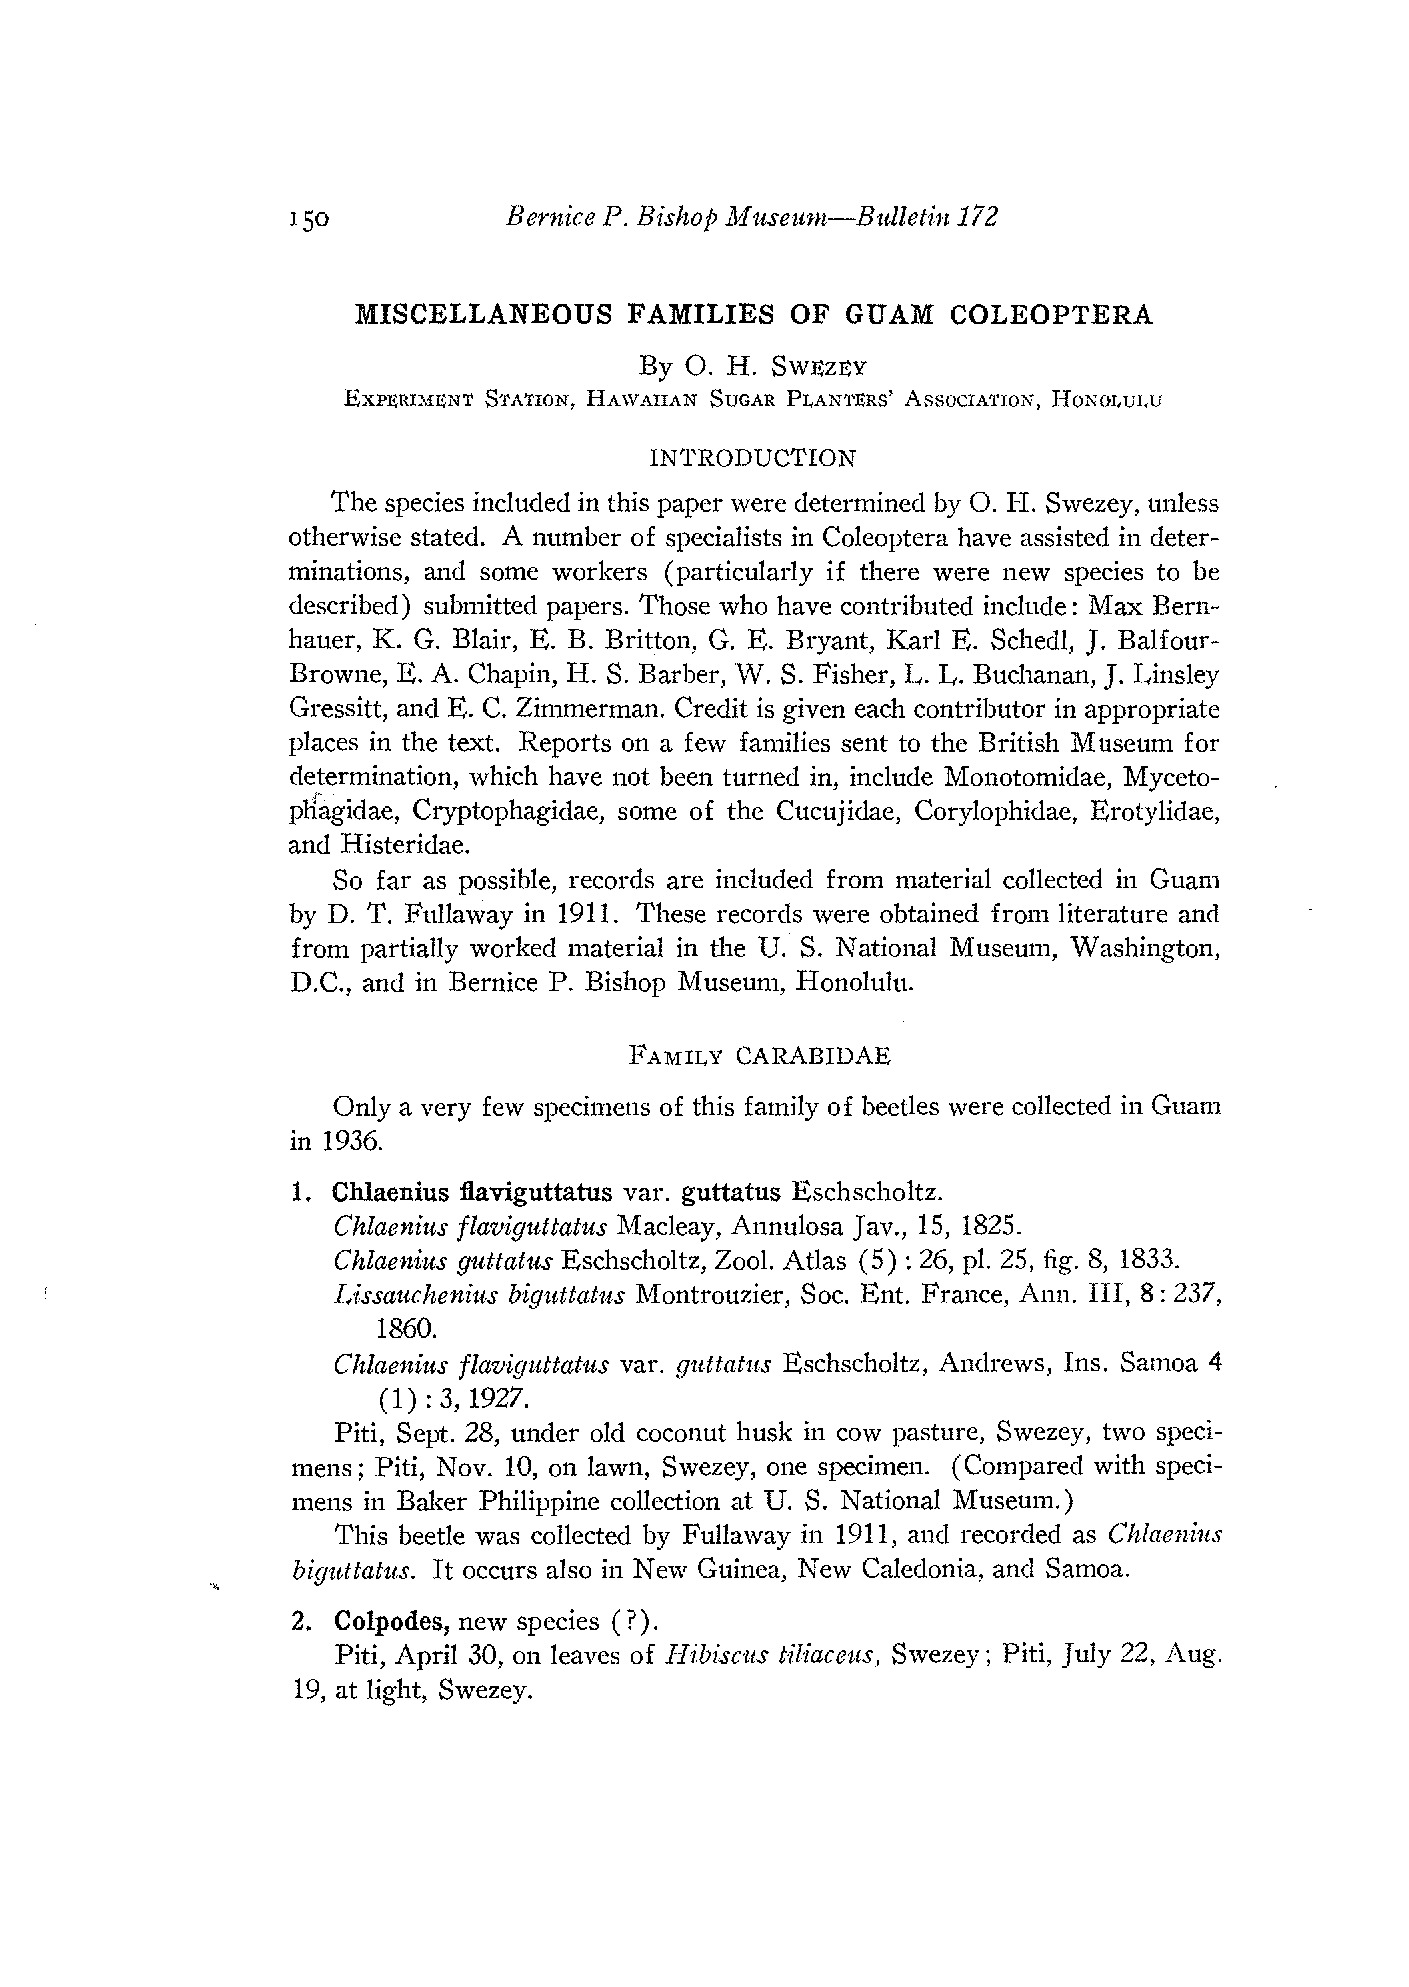 150 Bernice P. Bishop Museum—Bulletin 172
MISCELLANEOUS FAMILIES OF GUAM COLEOPTERA
By O. H. SWEZEY
EXPERIMENT STATION, HAWAIIAN SUGAR PLANTERS' ASSOCIATION, HONOLULU
INTRODUCTION
The species included in this paper were determined by O. H. Swezey, unless
otherwise stated. A number of specialists in Coleoptera have assisted in deter-
minations, and some workers (particularly if there were new species to be
described) submitted papers. Those who have contributed include: Max Bern-
hauer, K. G. Blair, E. B. Britton, G. E. Bryant, Karl E. Schedl, J. Balfour-
Browne, E. A. Chapin, H. S. Barber, W. S. Fisher, L. L. Buchanan, J. Linsley
Gressitt, and E. C. Zimmerman. Credit is given each contributor in appropriate
places in the text. Reports on a few families sent to the British Museum for
determination, which have not been turned in, include Monotomidae, Myceto-
phagidae, Cryptophagidae, some of the Cucujidae, Corylophidae, Erotylidae,
and Histeridae.
So far as possible, records are included from material collected in Guam
by D. T. Fullaway in 1911. These records were obtained from literature and
from partially worked material in the U. S. National Museum, Washington,
D.C., and in Bernice P. Bishop Museum, Honolulu.
FAMILY CARABIDAE
Only a very few specimens of this family of beetles were collected in Guam
in 1936.
1. Chlaenius flaviguttatus var. guttatus Eschscholtz.
Chlaenius flaviguttatus Macleay, Annulosa Jav., 15, 1825.
Chlaenius guttatus Eschscholtz, Zool. Atlas (5) : 26, pl. 25, fig. 8, 1833.
Lissauchenius biguttatus Montrouzier, Soc. Ent. France, Ann. III, 8: 237,
1860.
Chlaenius flaviguttatus var. guttatus Eschscholtz, Andrews, Ins. Samoa 4
(1) : 3, 1927.
Piti, Sept. 28, under old coconut husk in cow pasture, Swezey, two speci-
mens; Piti, Nov. 10, on lawn, Swezey, one specimen. (Compared with speci-
mens in Baker Philippine collection at U. S. National Museum.)
This beetle was collected by Fullaway in 1911, and recorded as Chlaenius
biguttatus. It occurs also in New Guinea, New Caledonia, and Samoa.
2. Colpodes, new species (?).
Piti, April 30, on leaves of Hibiscus tiliaceus, Swezey; Piti, July 22, Aug.
19, at light, Swezey.